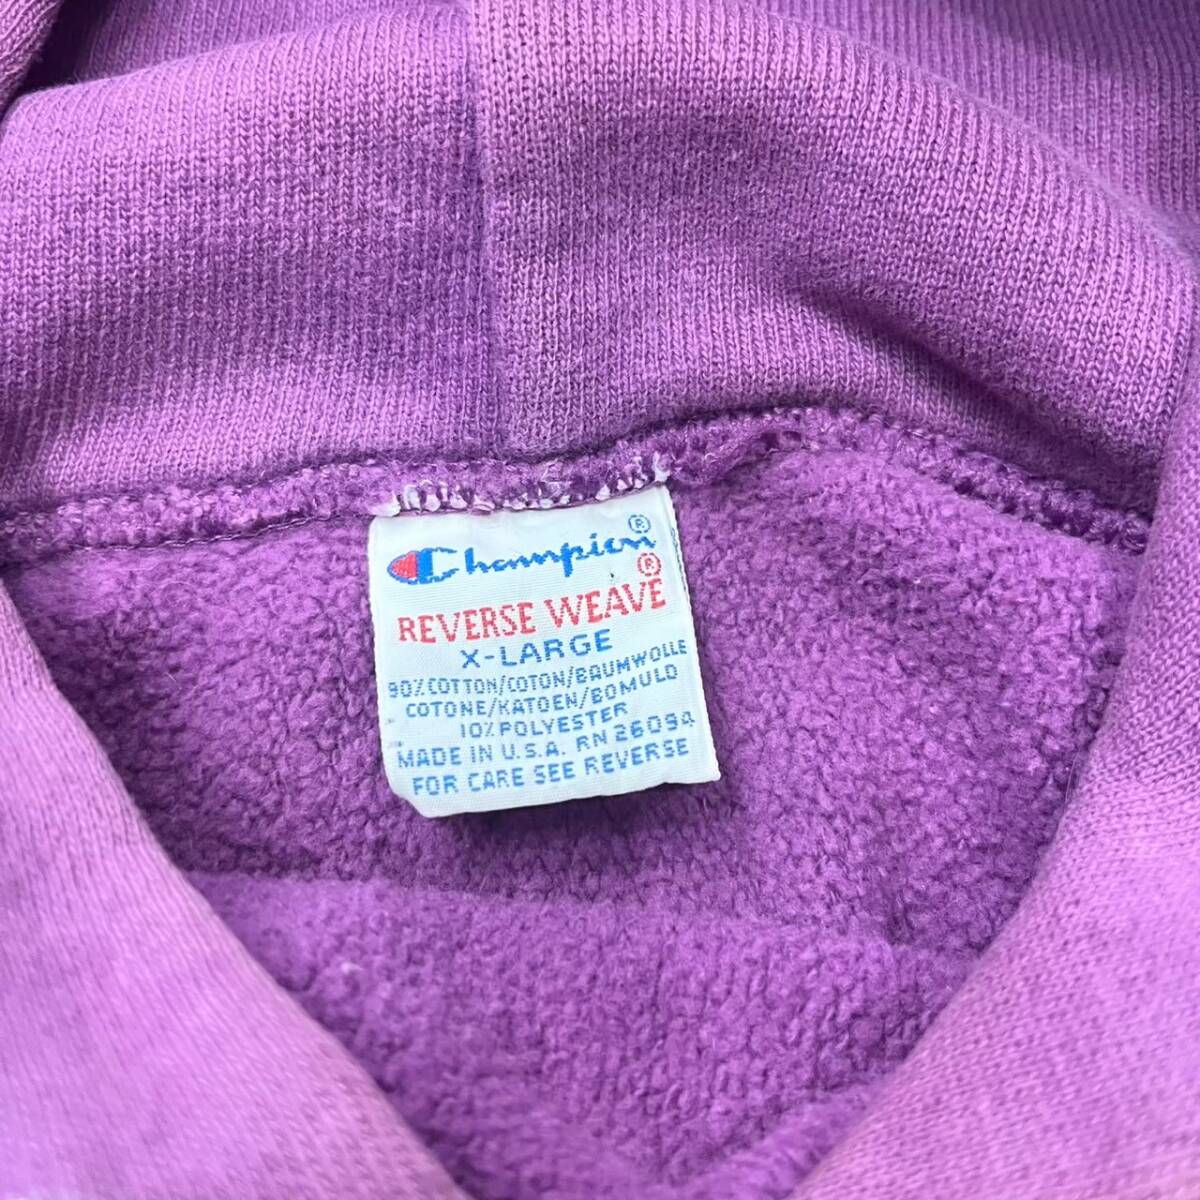 Champion®
REVERSE WEAVE®
X-LARGE
90% COTTON/COTON/BAUMWOLLE
COTONE/KATOEN/BOMULD
10% POLYESTER
MADE IN U.S.A. RN 26094
FOR CARE SEE REVERSE